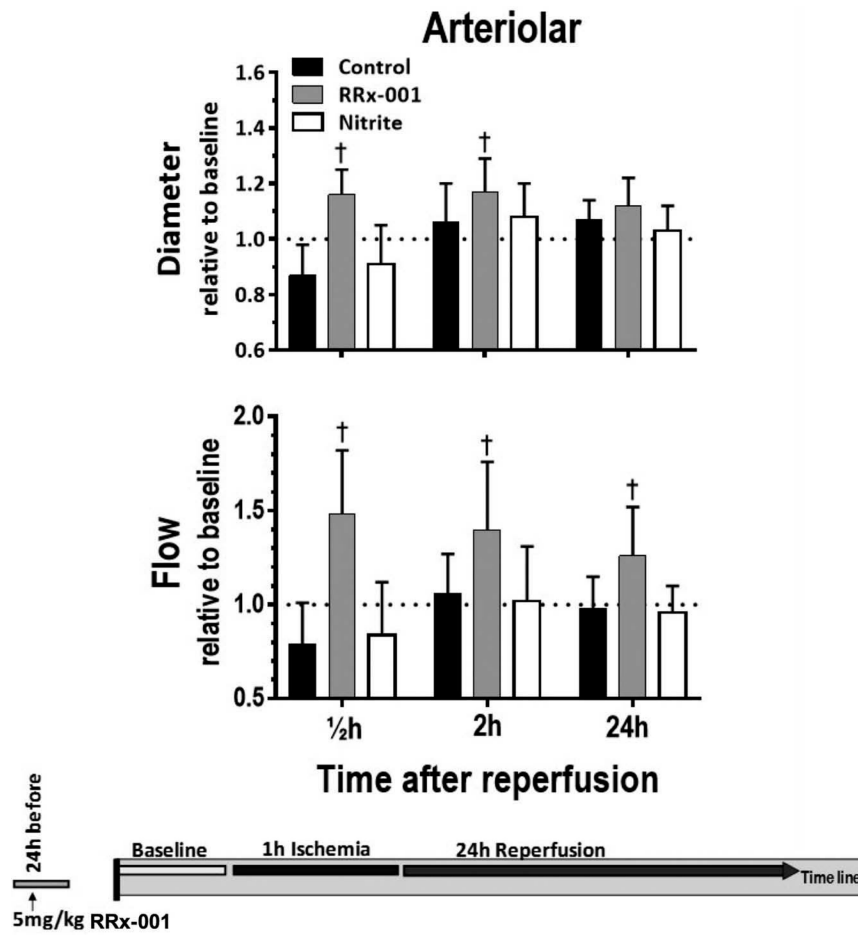 Arteriolar
Control
RRx-001
Nitrite
Diameter
relative to baseline
1.6
1.4
1.2
1.0
0.8
0.6
†
†
Flow
relative to baseline
2.0
1.5
1.0
0.5
†
†
†
½h
2h
24h
Time after reperfusion
24h before
Baseline
1h Ischemia
24h Reperfusion
Time line
5mg/kg RRx-001